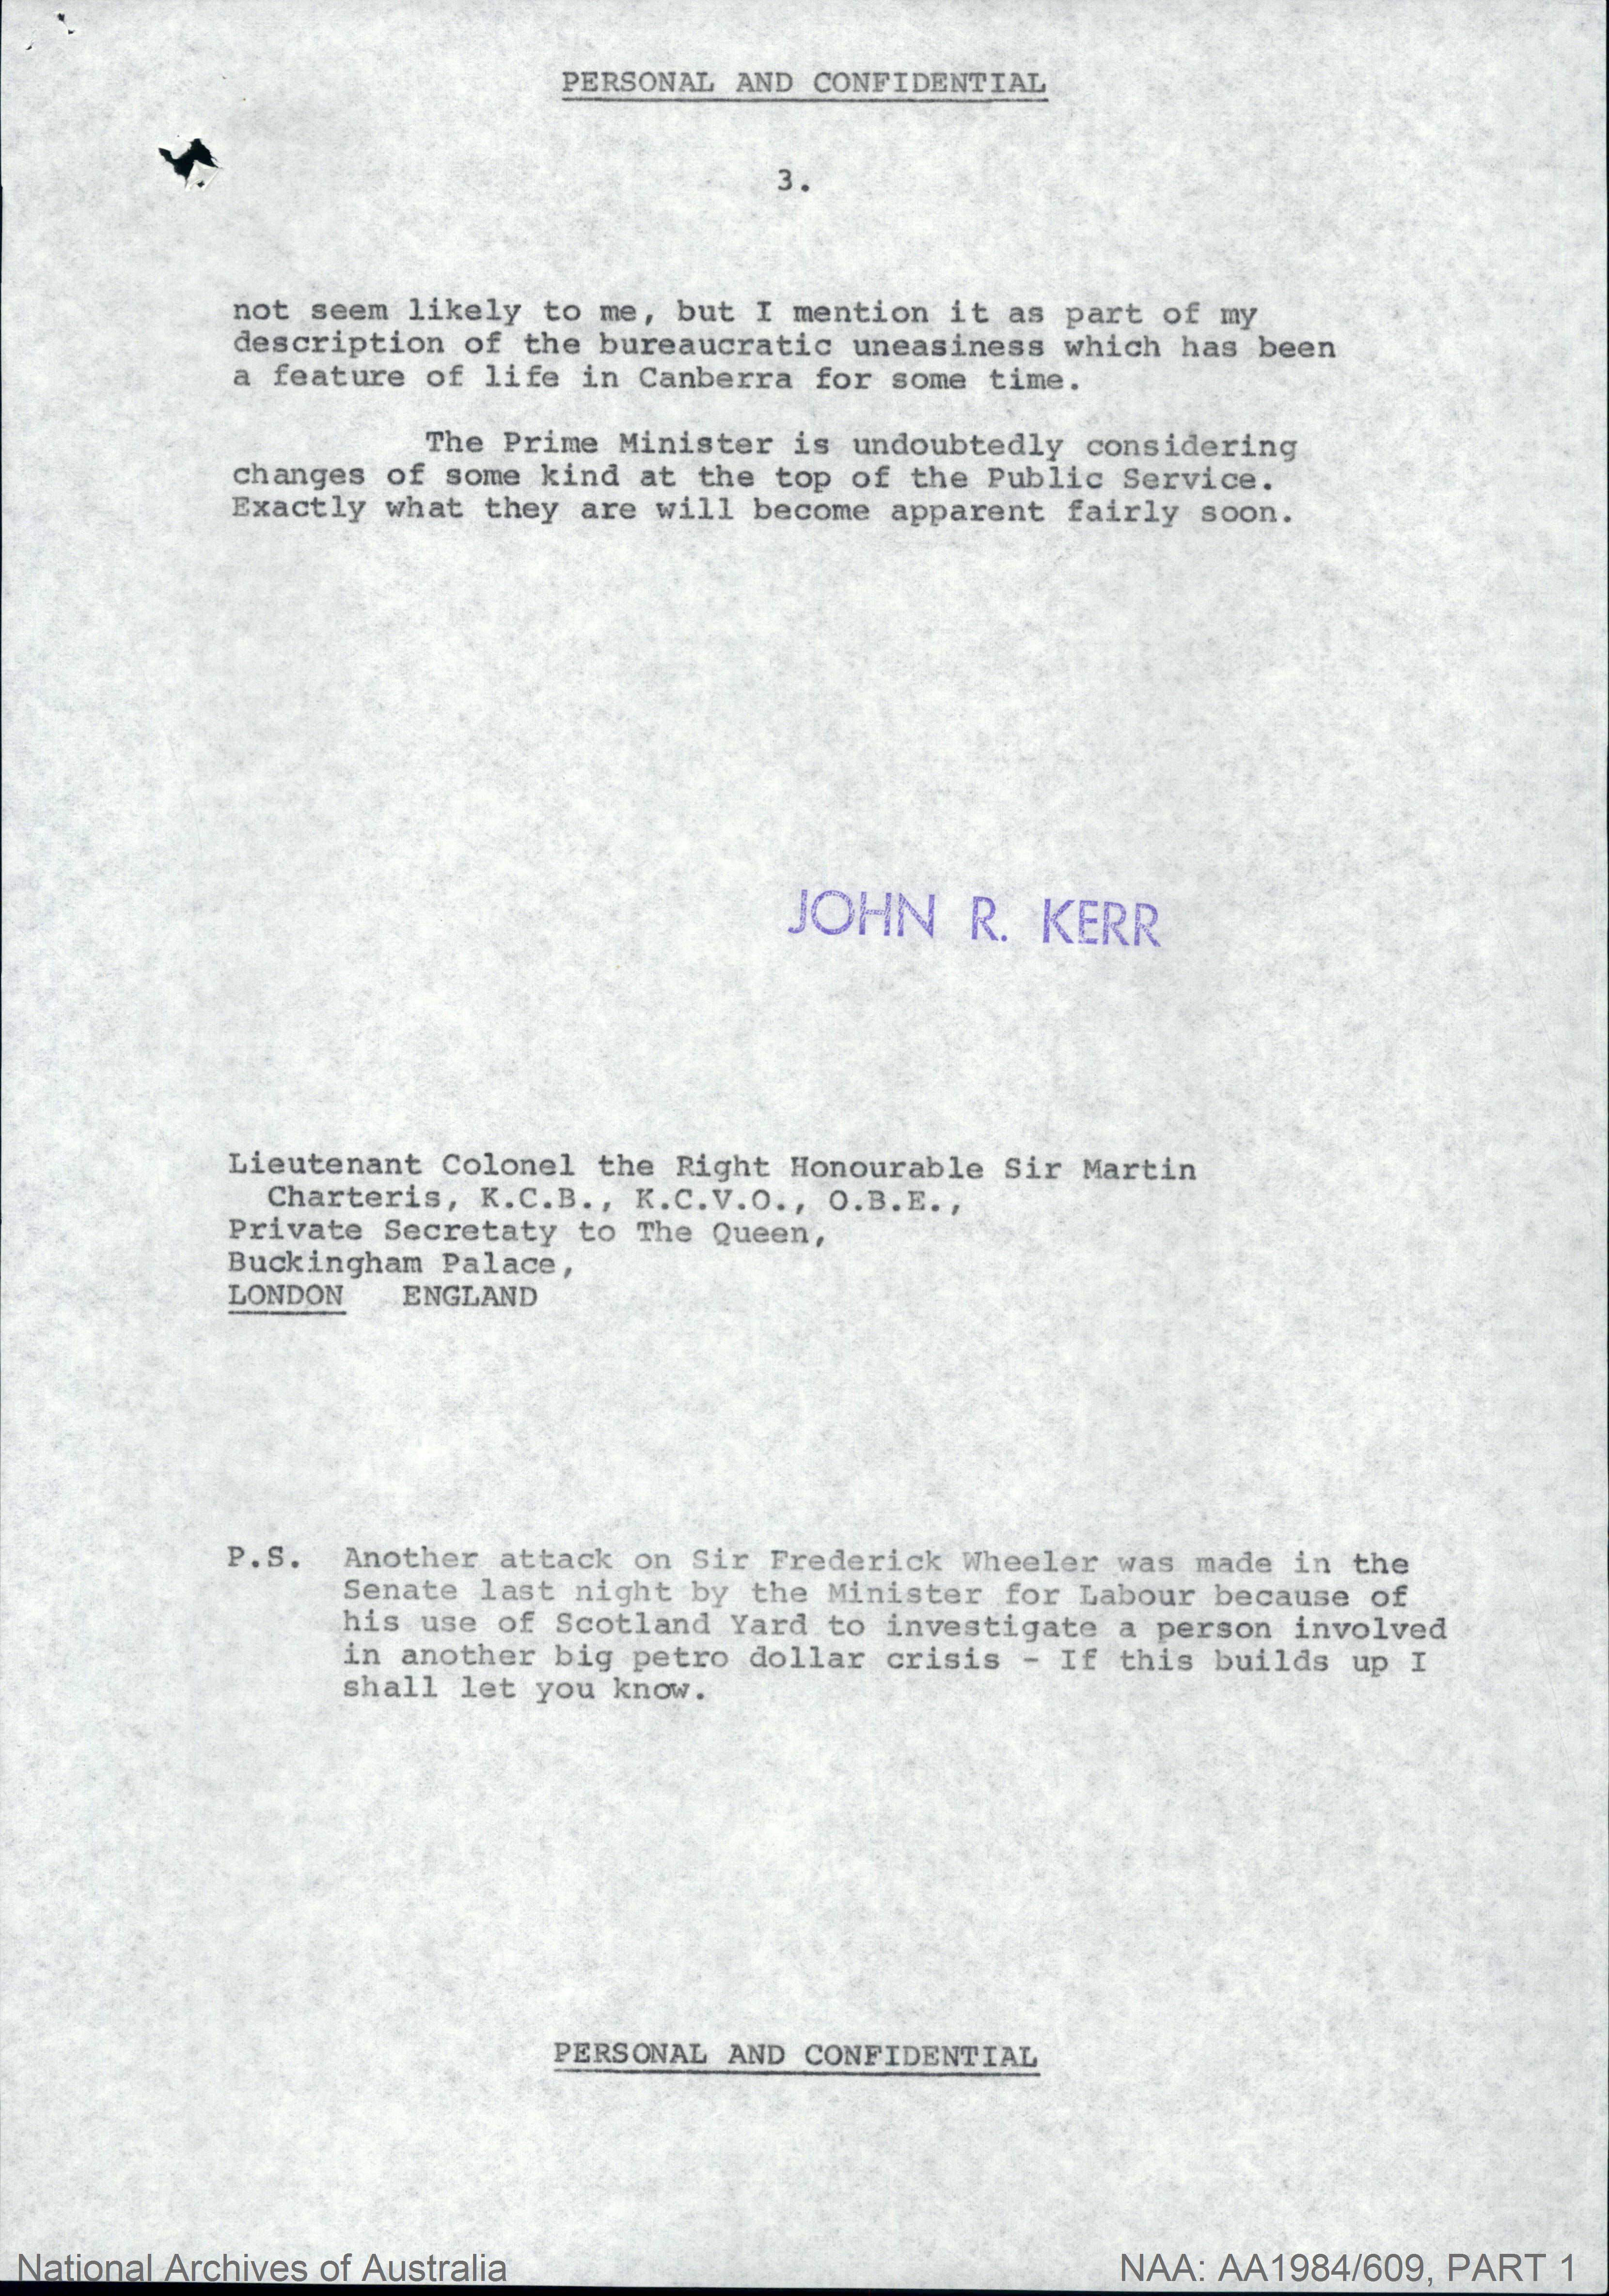 PERSONAL AND CONFIDENTIAL
3.
not seem likely to me, but I mention it as part of my
description of the bureaucratic uneasiness which has been
a feature of life in Canberra for some time.
The Prime Minister is undoubtedly considering
changes of some kind at the top of the Public Service.
Exactly what they are will become apparent fairly soon.
JOHN R. KERR
Lieutenant Colonel the Right Honourable Sir Martin
Charteris, K.C.B., K.C.V.O., O.B.E.,
Private Secretaty to The Queen,
Buckingham Palace,
LONDON ENGLAND
P.S. Another attack on Sir Frederick Wheeler was made in the
Senate last night by the Minister for Labour because of
his use of Scotland Yard to investigate a person involved
in another big petro dollar crisis - If this builds up I
shall let you know.
PERSONAL AND CONFIDENTIAL
National Archives of Australia
NAA: AA1984/609, PART 1